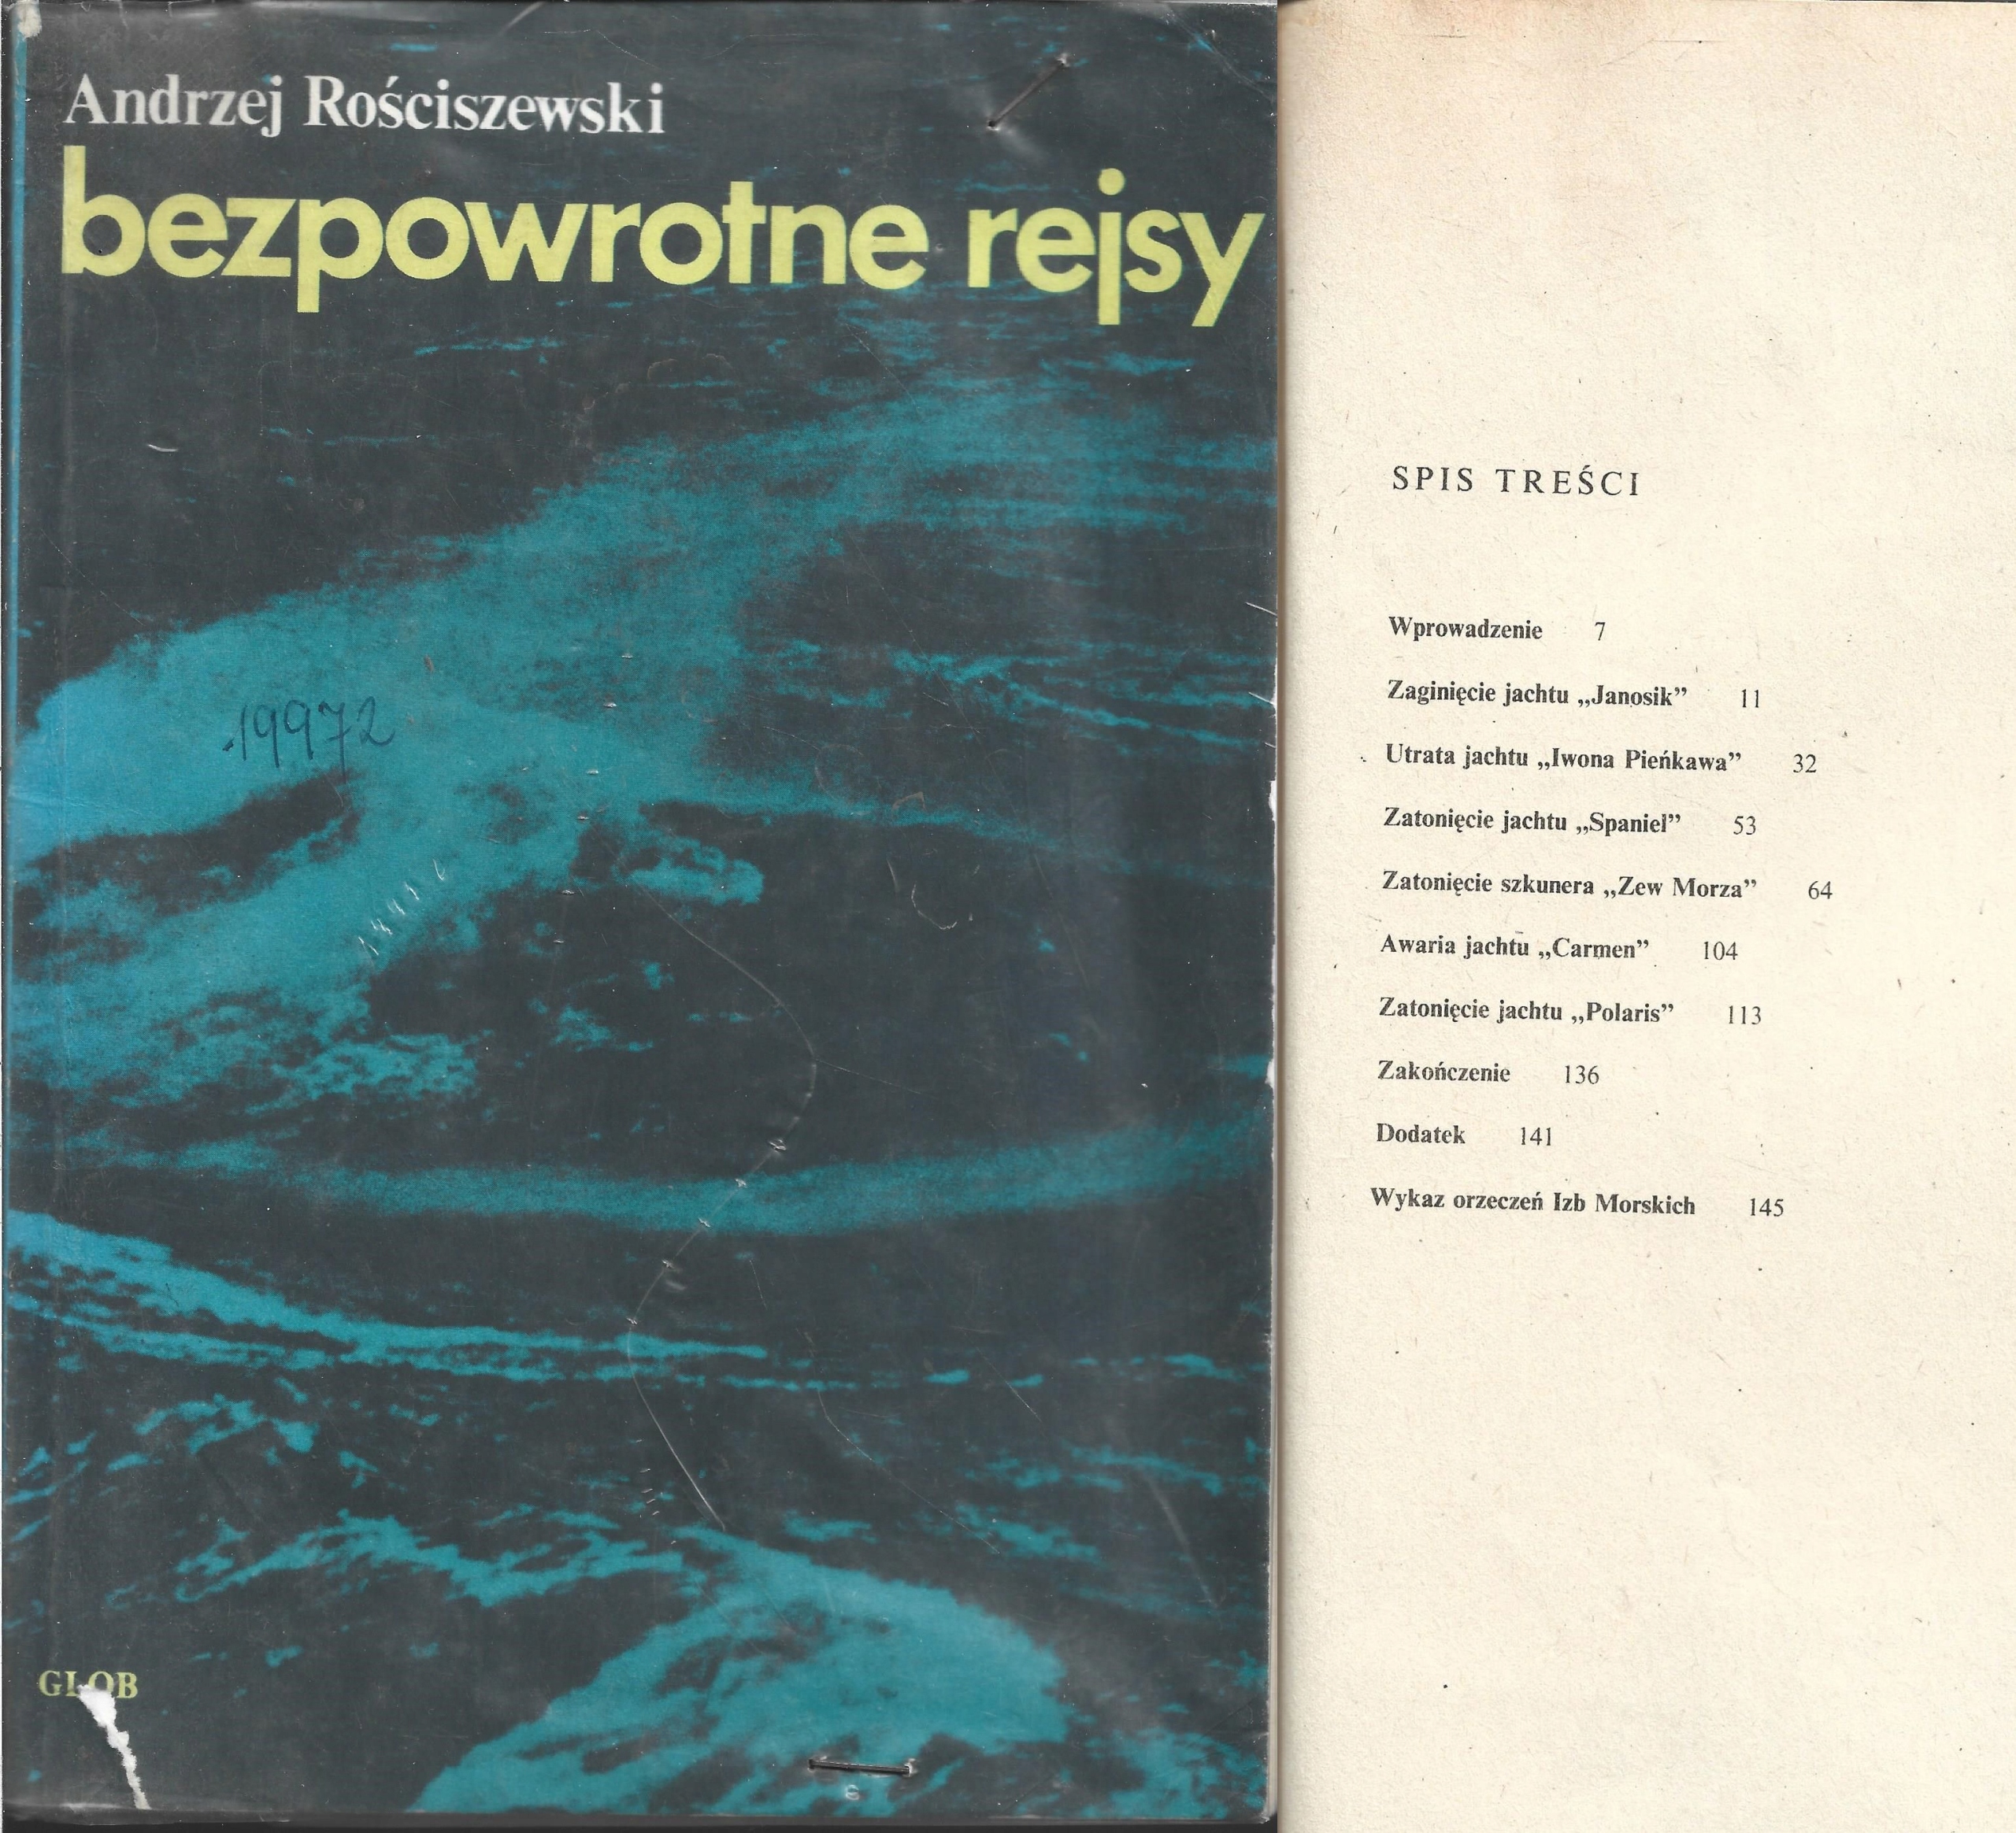 Andrzej Rościszewski
bezpowrotne rejsy
19972
GLOB
6
SPIS TREŚCI
Wprowadzenie 7
Zaginięcie jachtu „Janosik” 11
Utrata jachtu „Iwona Pieńkawa” 32
Zatonięcie jachtu „Spaniel” 53
Zatonięcie szkunera „Zew Morza” 64
Awaria jachtu „Carmen” 104
Zatonięcie jachtu „Polaris” 113
Zakończenie 136
Dodatek 141
Wykaz orzeczeń Izb Morskich 145